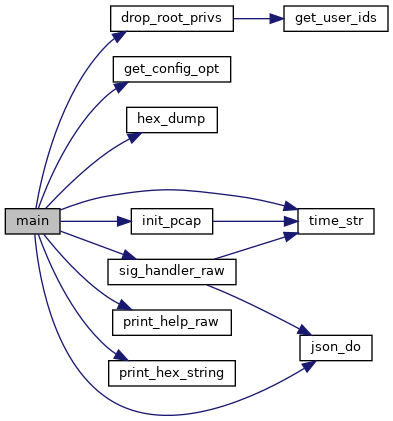 drop_root_privs
get_user_ids
get_config_opt
hex_dump
main
init_pcap
time_str
sig_handler_raw
print_help_raw
json_do
print_hex_string